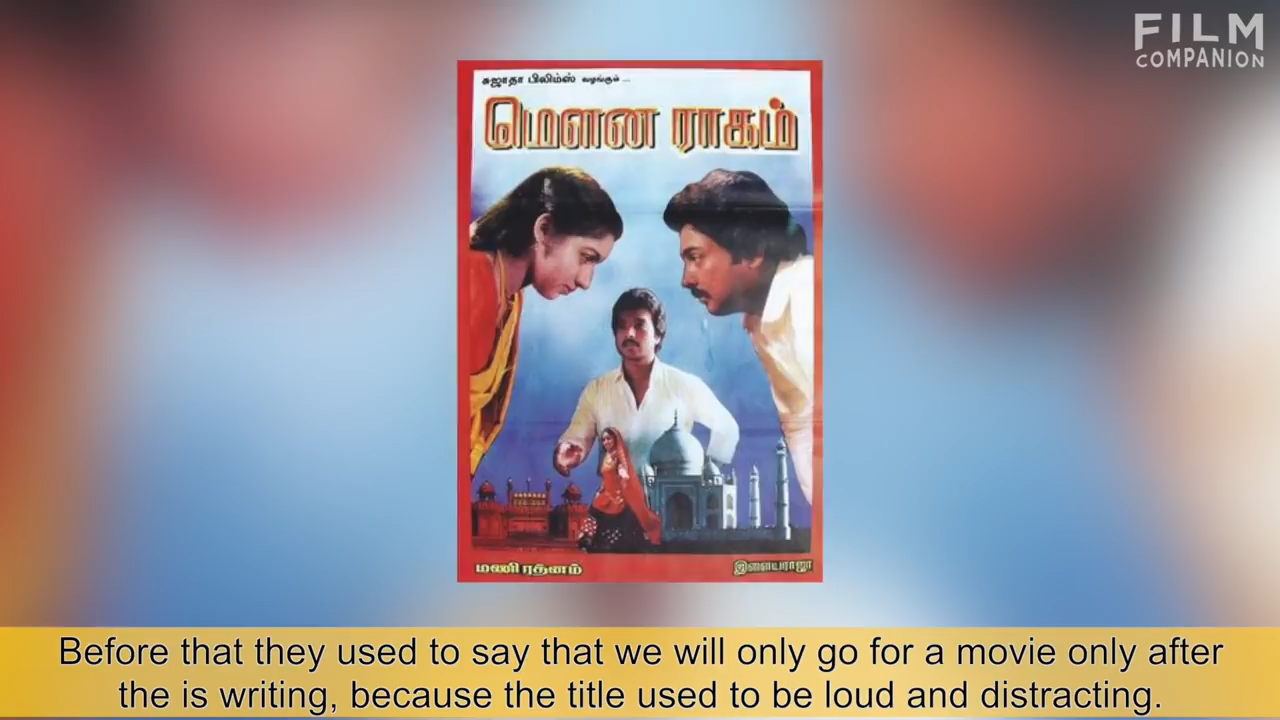 FILM
COMPANION
சுஜாதா பிலிம்ஸ் வழங்கும் ...
மௌன ராகம்
மணி ரத்னம்
இளையராஜா
Before that they used to say that we will only go for a movie only after
the is writing, because the title used to be loud and distracting.